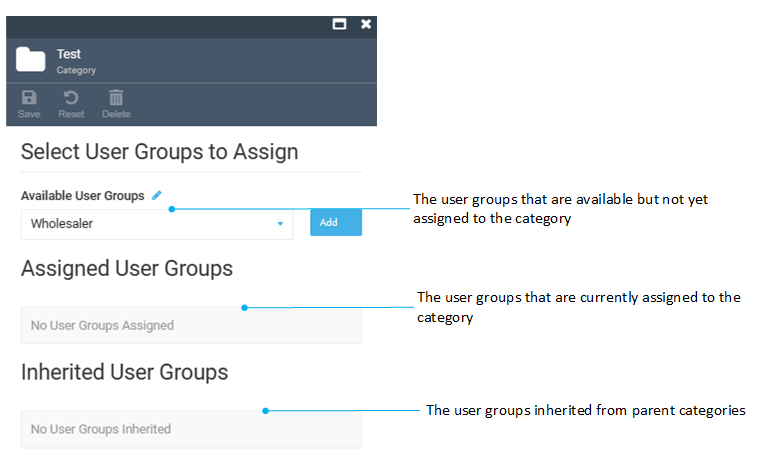 Test
Category
Save Reset Delete
Select User Groups to Assign
Available User Groups
Wholesaler
Add
The user groups that are available but not yet
assigned to the category
Assigned User Groups
The user groups that are currently assigned to the
category
No User Groups Assigned
Inherited User Groups
The user groups inherited from parent categories
No User Groups Inherited